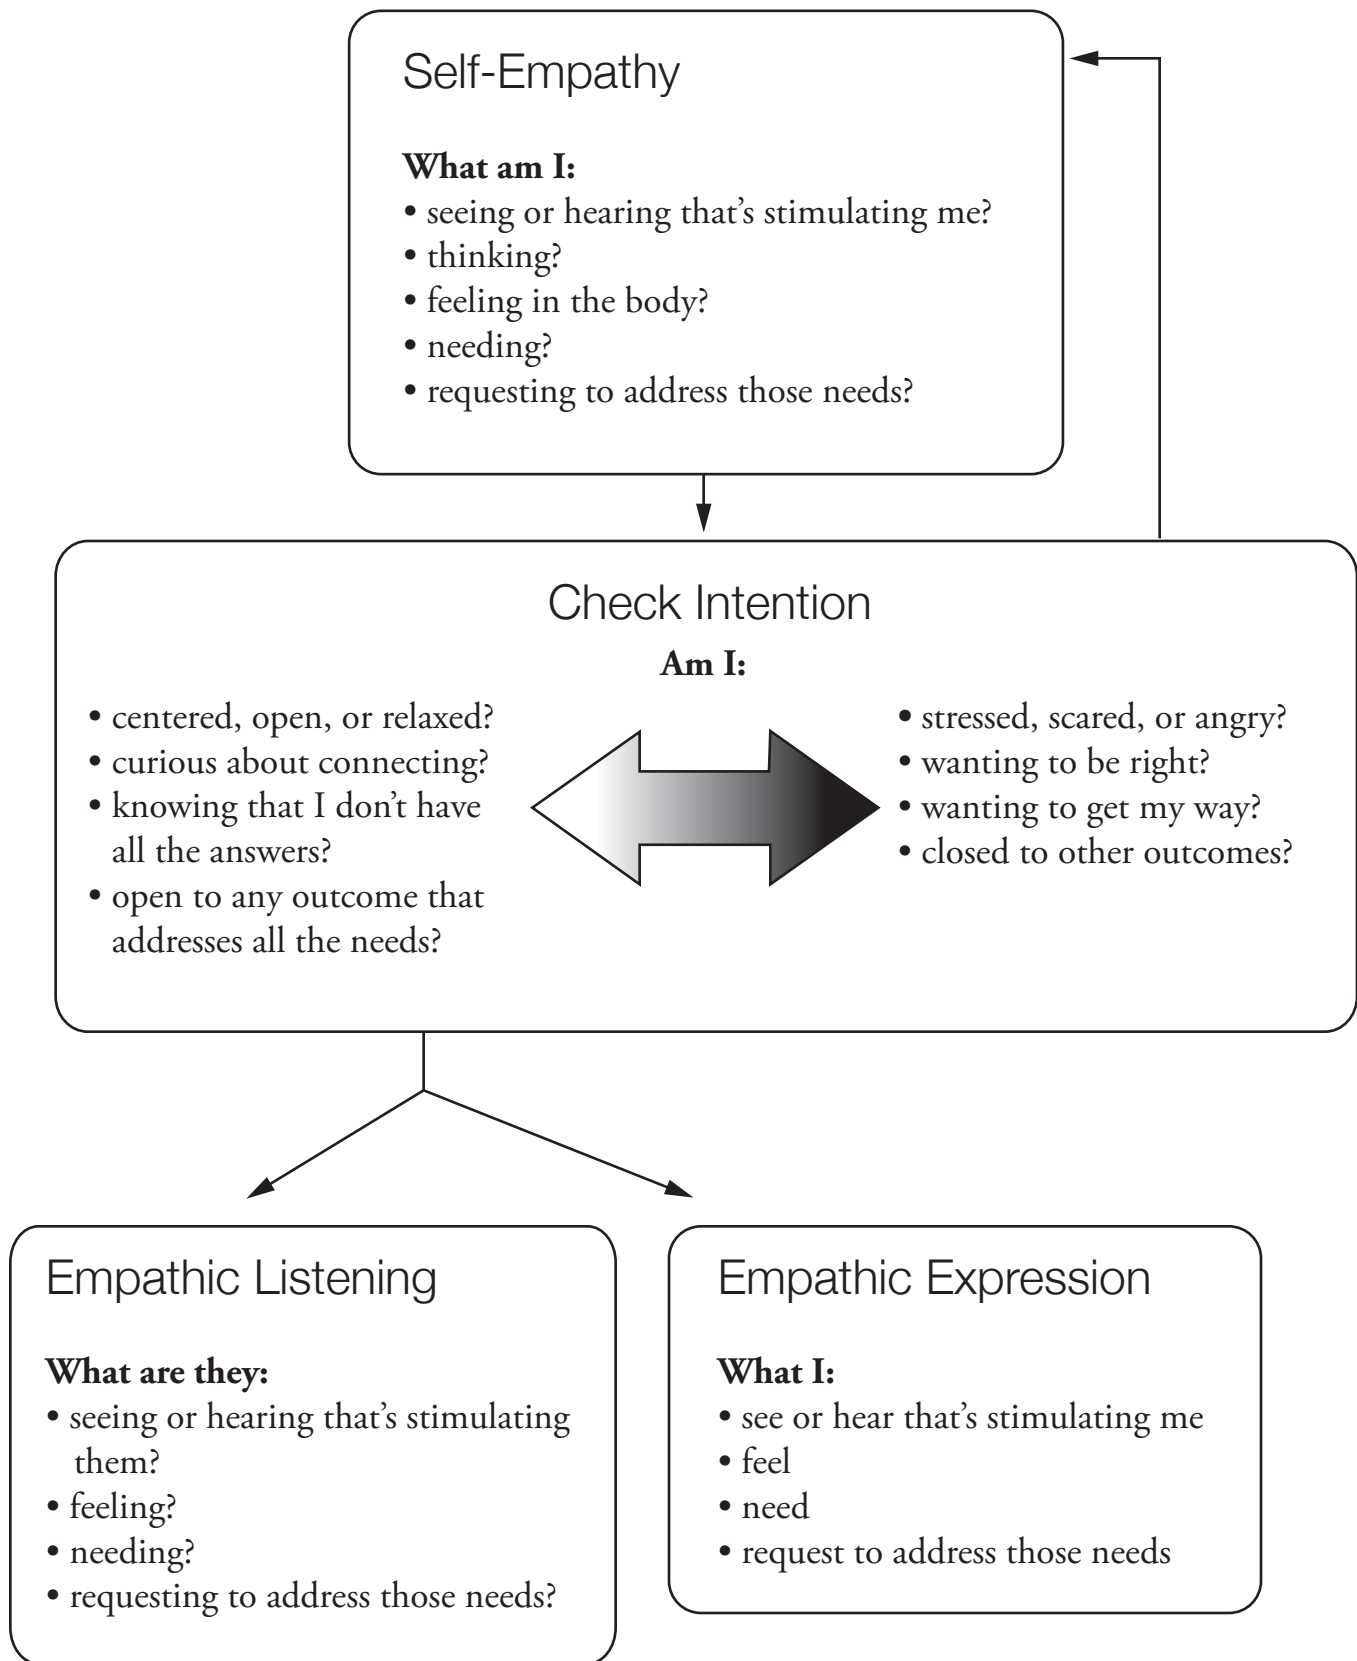 Self-Empathy
What am I:
• seeing or hearing that’s stimulating me?
• thinking?
• feeling in the body?
• needing?
• requesting to address those needs?
Check Intention
Am I:
• centered, open, or relaxed?
• curious about connecting?
• knowing that I don’t have
all the answers?
• open to any outcome that
addresses all the needs?
• stressed, scared, or angry?
• wanting to be right?
• wanting to get my way?
• closed to other outcomes?
Empathic Listening
What are they:
• seeing or hearing that’s stimulating
them?
• feeling?
• needing?
• requesting to address those needs?
Empathic Expression
What I:
• see or hear that’s stimulating me
• feel
• need
• request to address those needs